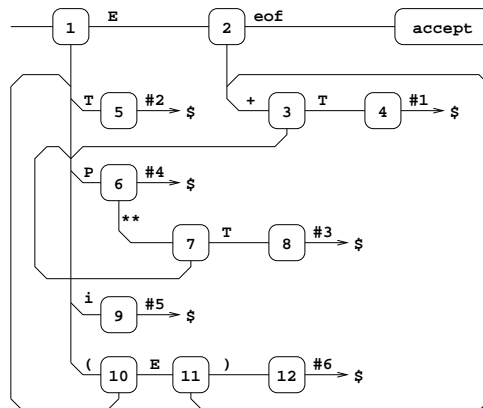 1 E 2 eof accept
T 5 #2 $ + 3 T 4 #1 $
P 6 #4 $
**
7 T 8 #3 $
i 9 #5 $
( 10 E 11 ) 12 #6 $